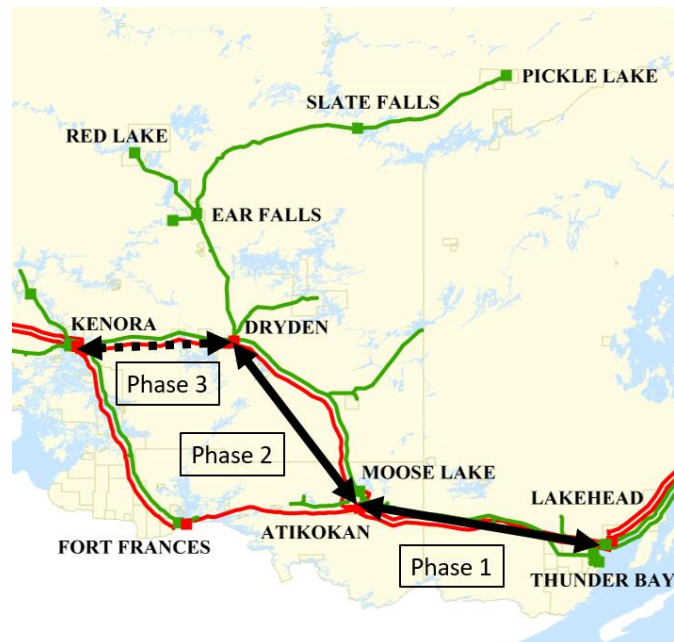 PICKLE LAKE
SLATE FALLS
RED LAKE
EAR FALLS
KENORA
DRYDEN
Phase 3
Phase 2
MOOSE LAKE
LAKEHEAD
ATIKOKAN
FORT FRANCES
Phase 1
THUNDER BAY